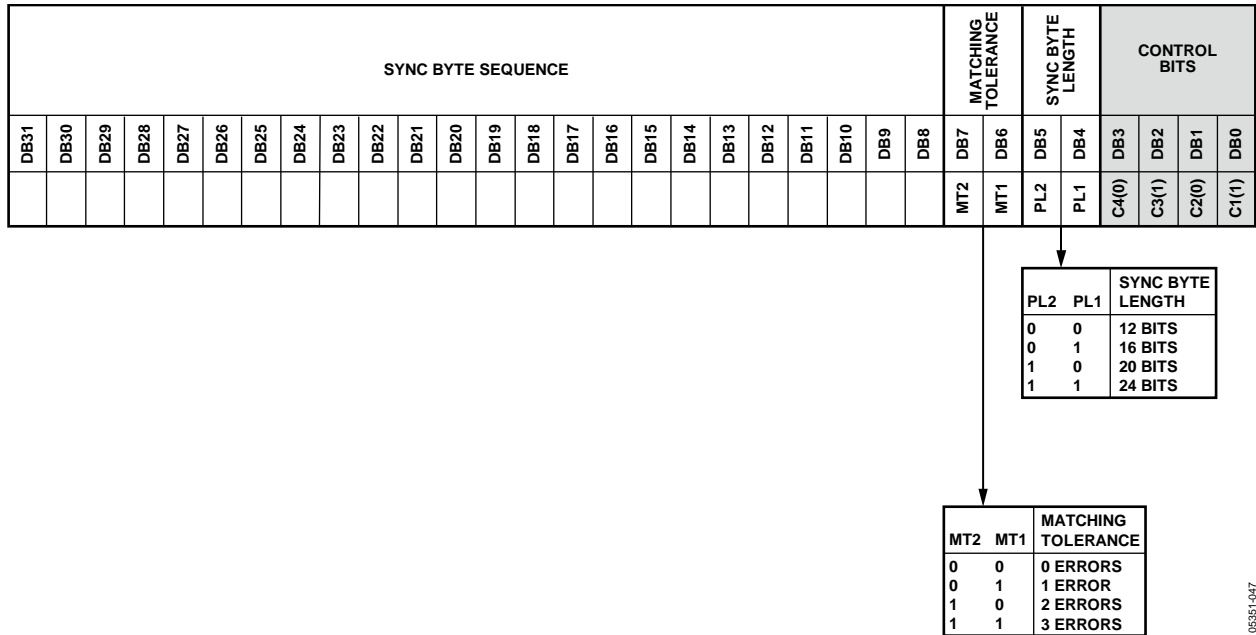 SYNC BYTE SEQUENCE
MATCHING
TOLERANCE
SYNC BYTE
LENGTH
CONTROL
BITS
DB31 DB30 DB29 DB28 DB27 DB26 DB25 DB24 DB23 DB22 DB21 DB20 DB19 DB18 DB17 DB16 DB15 DB14 DB13 DB12 DB11 DB10 DB9 DB8 DB7 DB6 DB5 DB4 DB3 DB2 DB1 DB0
MT2 MT1 PL2 PL1 C4(0) C3(1) C2(0) C1(1)
PL2 PL1 SYNC BYTE
LENGTH
0 0 12 BITS
0 1 16 BITS
1 0 20 BITS
1 1 24 BITS
MT2 MT1 MATCHING
TOLERANCE
0 0 0 ERRORS
0 1 1 ERROR
1 0 2 ERRORS
1 1 3 ERRORS
05351-047